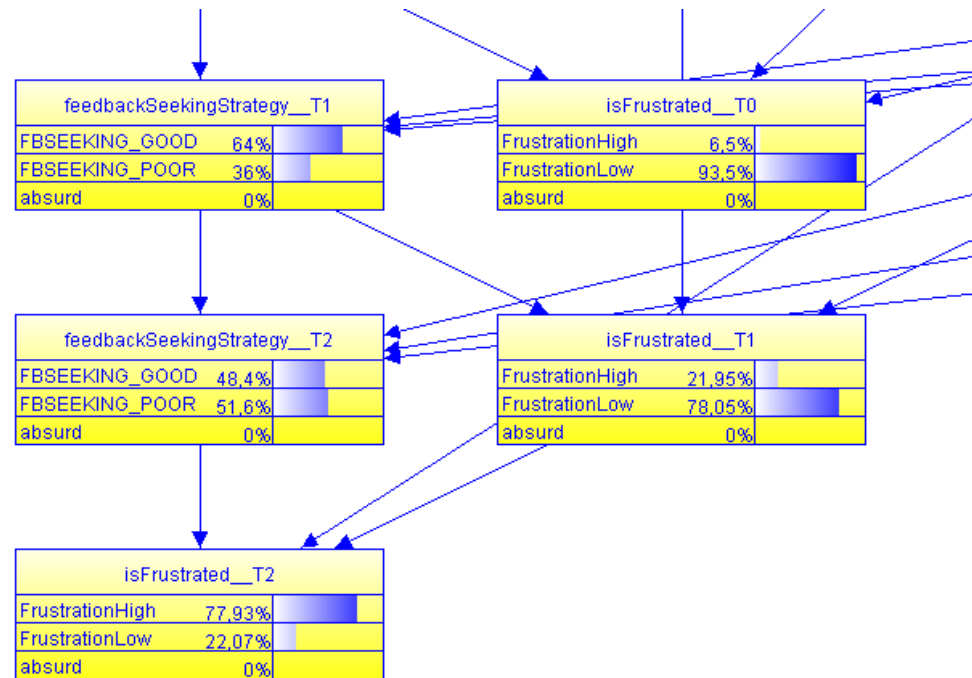 feedbackSeekingStrategy__T1
FBSEEKING_GOOD 64%
FBSEEKING_POOR 36%
absurd 0%
isFrustrated__T0
FrustrationHigh 6,5%
FrustrationLow 93,5%
absurd 0%
feedbackSeekingStrategy__T2
FBSEEKING_GOOD 48,4%
FBSEEKING_POOR 51,6%
absurd 0%
isFrustrated__T1
FrustrationHigh 21,95%
FrustrationLow 78,05%
absurd 0%
isFrustrated__T2
FrustrationHigh 77,93%
FrustrationLow 22,07%
absurd 0%